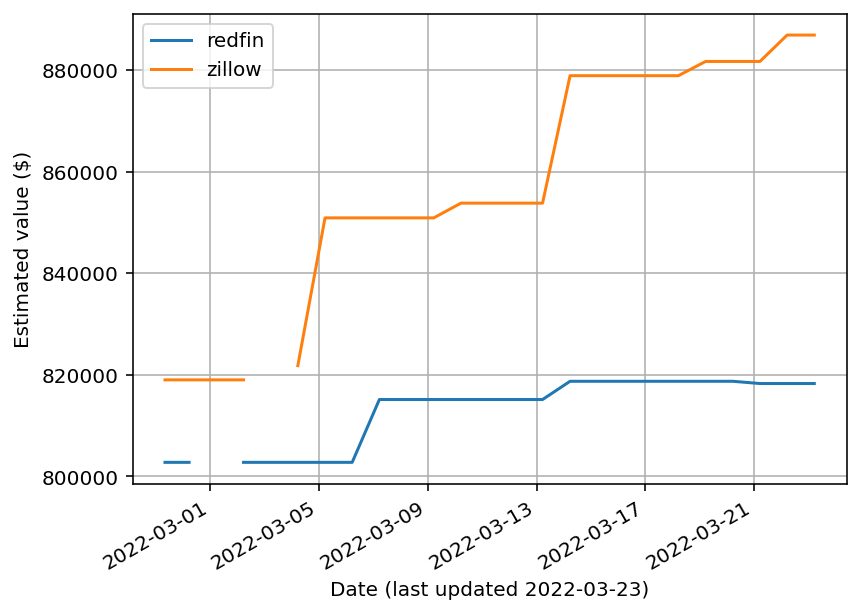 redfin
zillow
880000
860000
840000
820000
800000
Estimated value ($)
2022-03-01
2022-03-05
2022-03-09
2022-03-13
2022-03-17
2022-03-21
Date (last updated 2022-03-23)